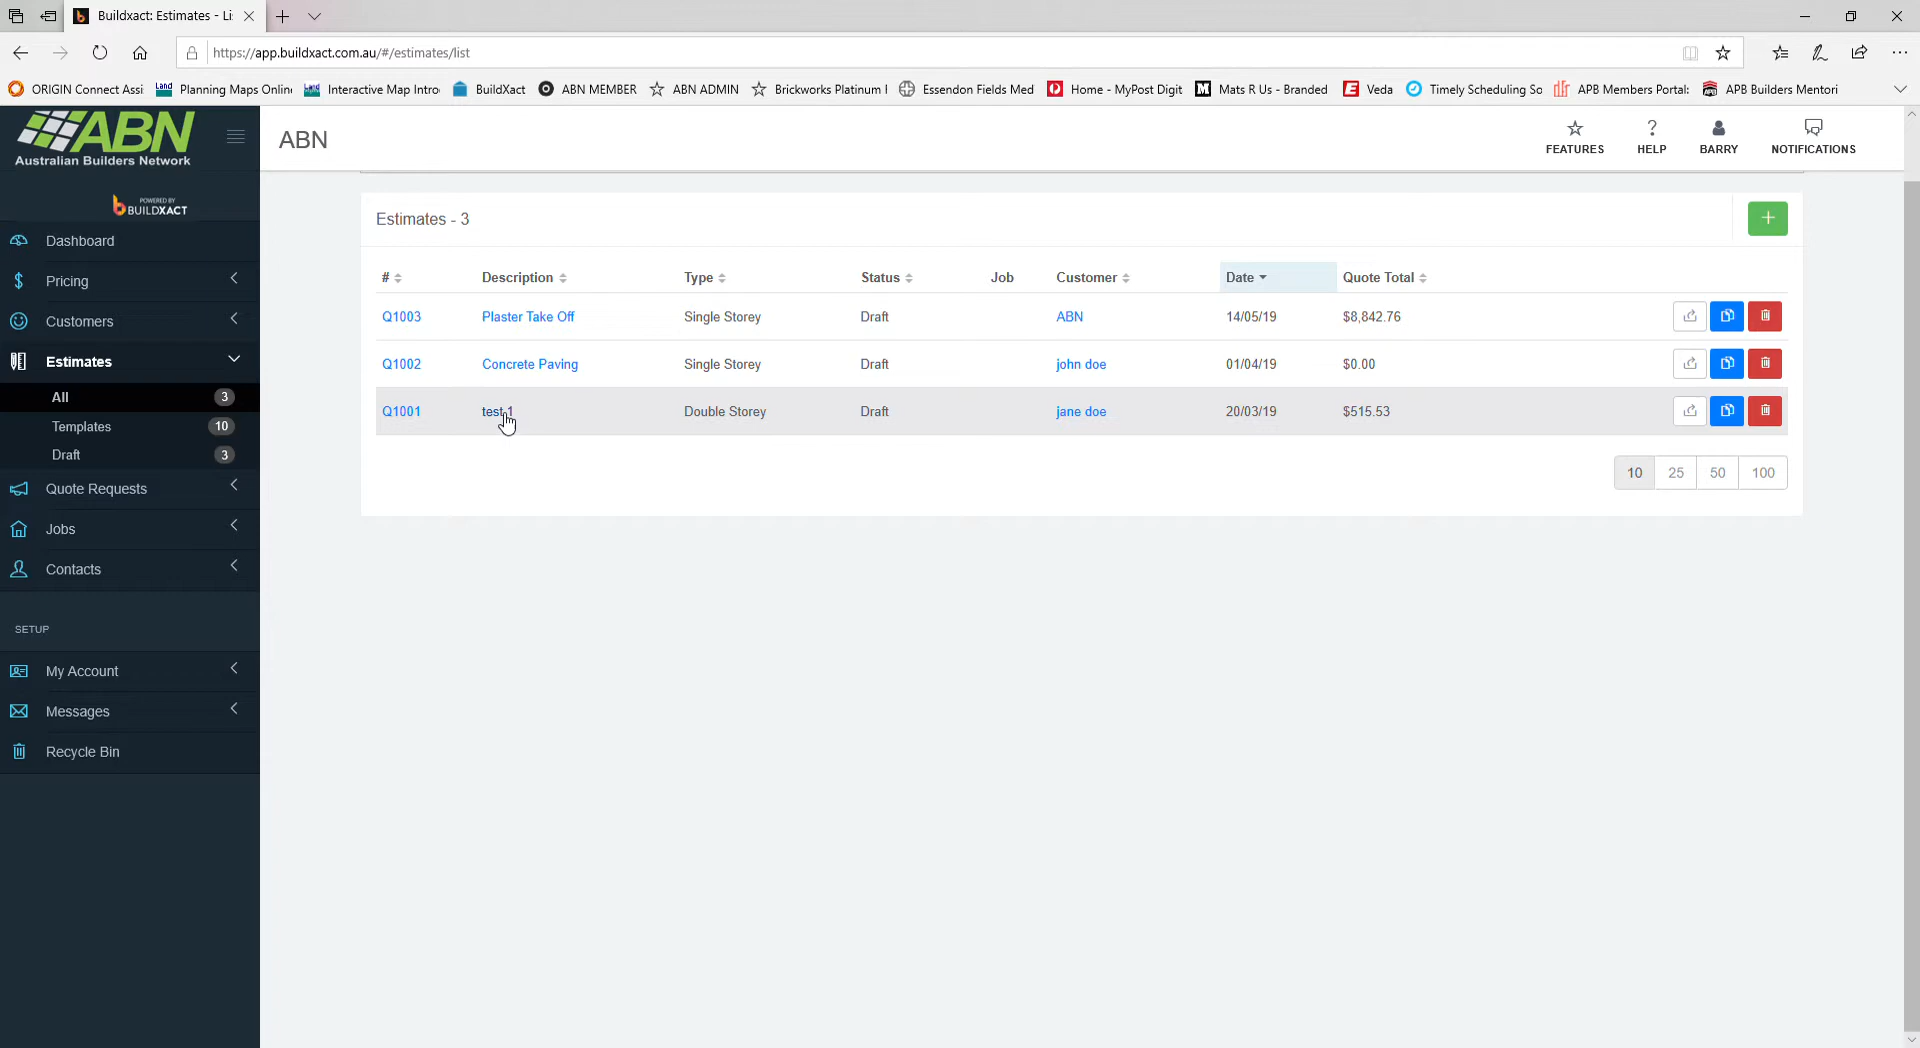 Buildxact: Estimates - Li
https://app.buildxact.com.au/#/estimates/list
ORIGIN Connect Assi
Planning Maps Online
Interactive Map Intro
BuildXact
ABN MEMBER
ABN ADMIN
Brickworks Platinum
Essendon Fields Med
Home - MyPost Digit
Mats R Us - Branded
Veda
Timely Scheduling So
APB Members Portal:
APB Builders Mentori
ABN
Australian Builders Network
POWERED BY
BUILDXACT
ABN
FEATURES
HELP
BARRY
NOTIFICATIONS
Dashboard
Pricing
Customers
Estimates
All 3
Templates 10
Draft 3
Quote Requests
Jobs
Contacts
SETUP
My Account
Messages
Recycle Bin
Estimates - 3
# Description Type Status Job Customer Date Quote Total
Q1003 Plaster Take Off Single Storey Draft ABN 14/05/19 $8,842.76
Q1002 Concrete Paving Single Storey Draft john doe 01/04/19 $0.00
Q1001 test 1 Double Storey Draft jane doe 20/03/19 $515.53
10 25 50 100